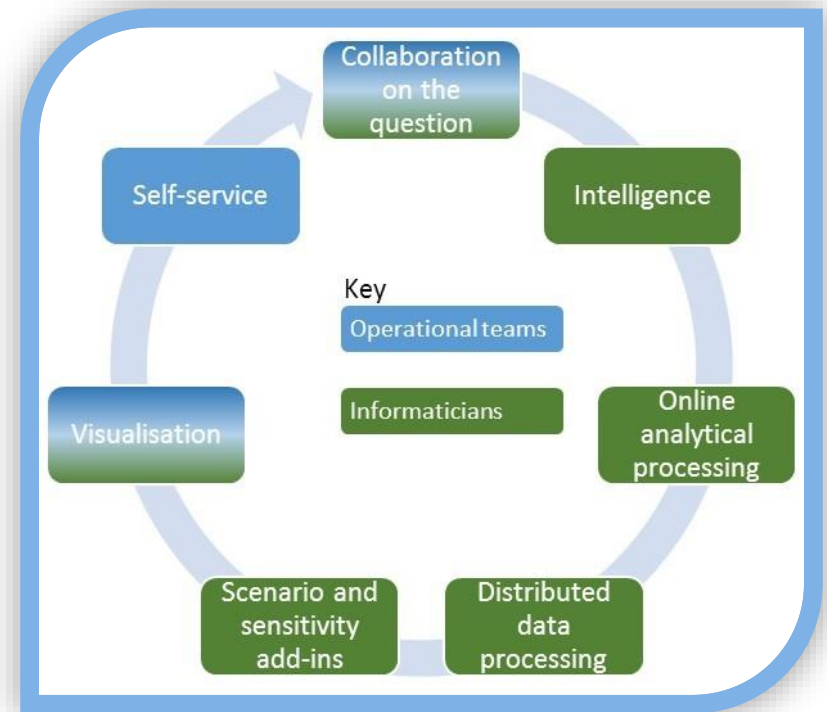 Collaboration
on the
question
Intelligence
Online
analytical
processing
Distributed
data
processing
Scenario and
sensitivity
add-ins
Visualisation
Self-service
Key
Operational teams
Informaticians